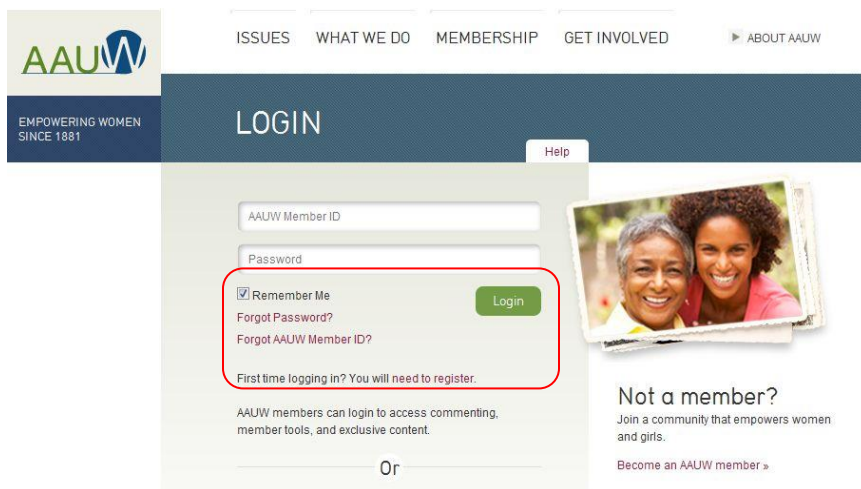 AAUW
EMPOWERING WOMEN
SINCE 1881
ISSUES WHAT WE DO MEMBERSHIP GET INVOLVED ► ABOUT AAUW
LOGIN
Help
AAUW Member ID
Password
Remember Me
Login
Forgot Password?
Forgot AAUW Member ID?
First time logging in? You will need to register.
AAUW members can login to access commenting,
member tools, and exclusive content.
Or
Not a member?
Join a community that empowers women
and girls.
Become an AAUW member »